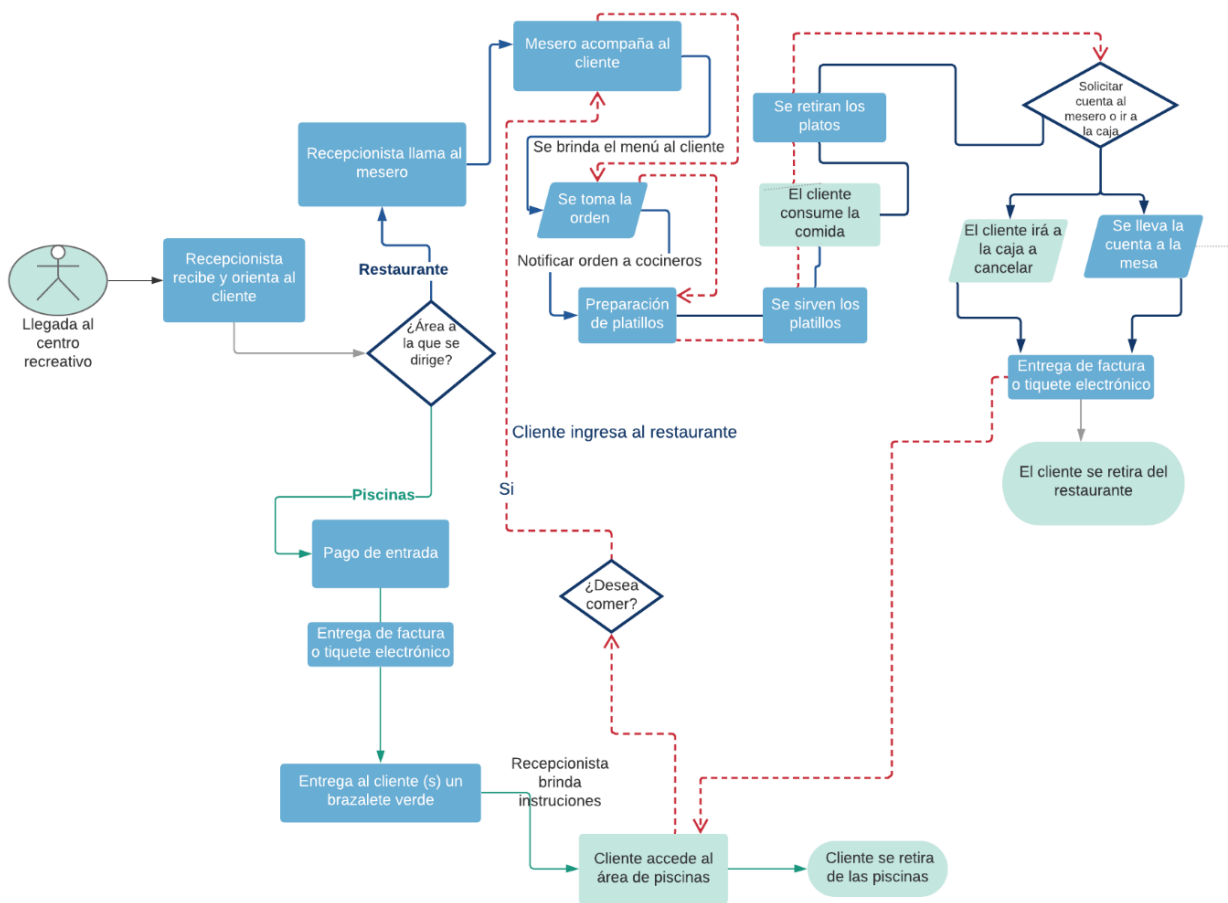 Mesero acompaña al
cliente
Se retiran los
platos
Solicitar
cuenta al
mesero o ir a
la caja
Recepcionista llama al
mesero
Se brinda el menú al cliente
Se toma la
orden
El cliente
consume la
comida
El cliente irá a
la caja a
cancelar
Se lleva la
cuenta a la
mesa
Recepcionista
recibe y orienta al
cliente
Restaurante
Notificar orden a cocineros
Llegada al
centro
recreativo
¿Área a
la que se
dirige?
Preparación
de platillos
Se sirven los
platillos
Entrega de factura
o tiquete electrónico
Cliente ingresa al restaurante
El cliente se retira del
restaurante
Si
Piscinas
Pago de entrada
¿Desea
comer?
Entrega de factura
o tiquete electrónico
Entrega al cliente (s) un
brazalete verde
Recepcionista
brinda
instruciones
Cliente accede al
área de piscinas
Cliente se retira
de las piscinas